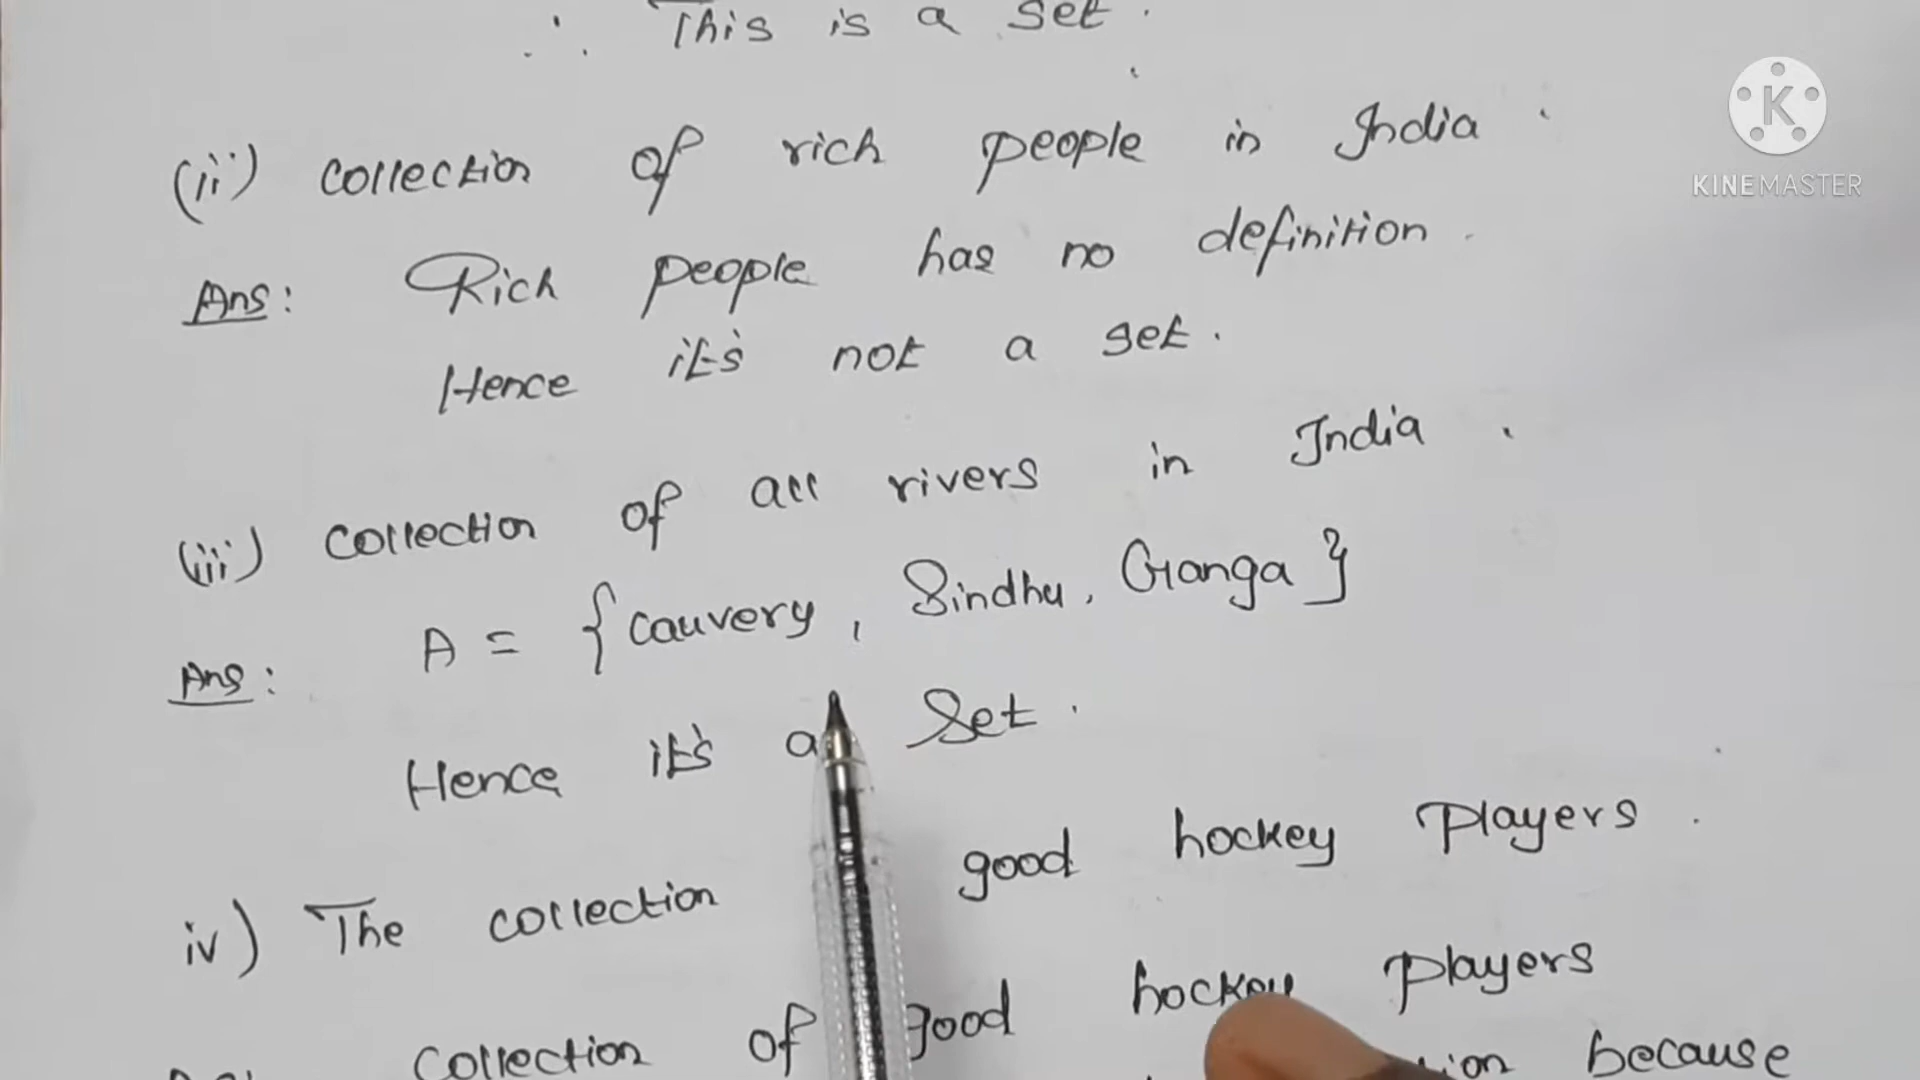 ∴ This is a set.
KINEMASTER
(ii) collection of rich people in India.
Ans: Rich people has no definition.
Hence it's not a set.
(iii) collection of all rivers in India.
Ans: A = {cauvery, Sindhu, Ganga}
Hence it's a Set.
iv) The collection good hockey players.
collection of good hockey players
because